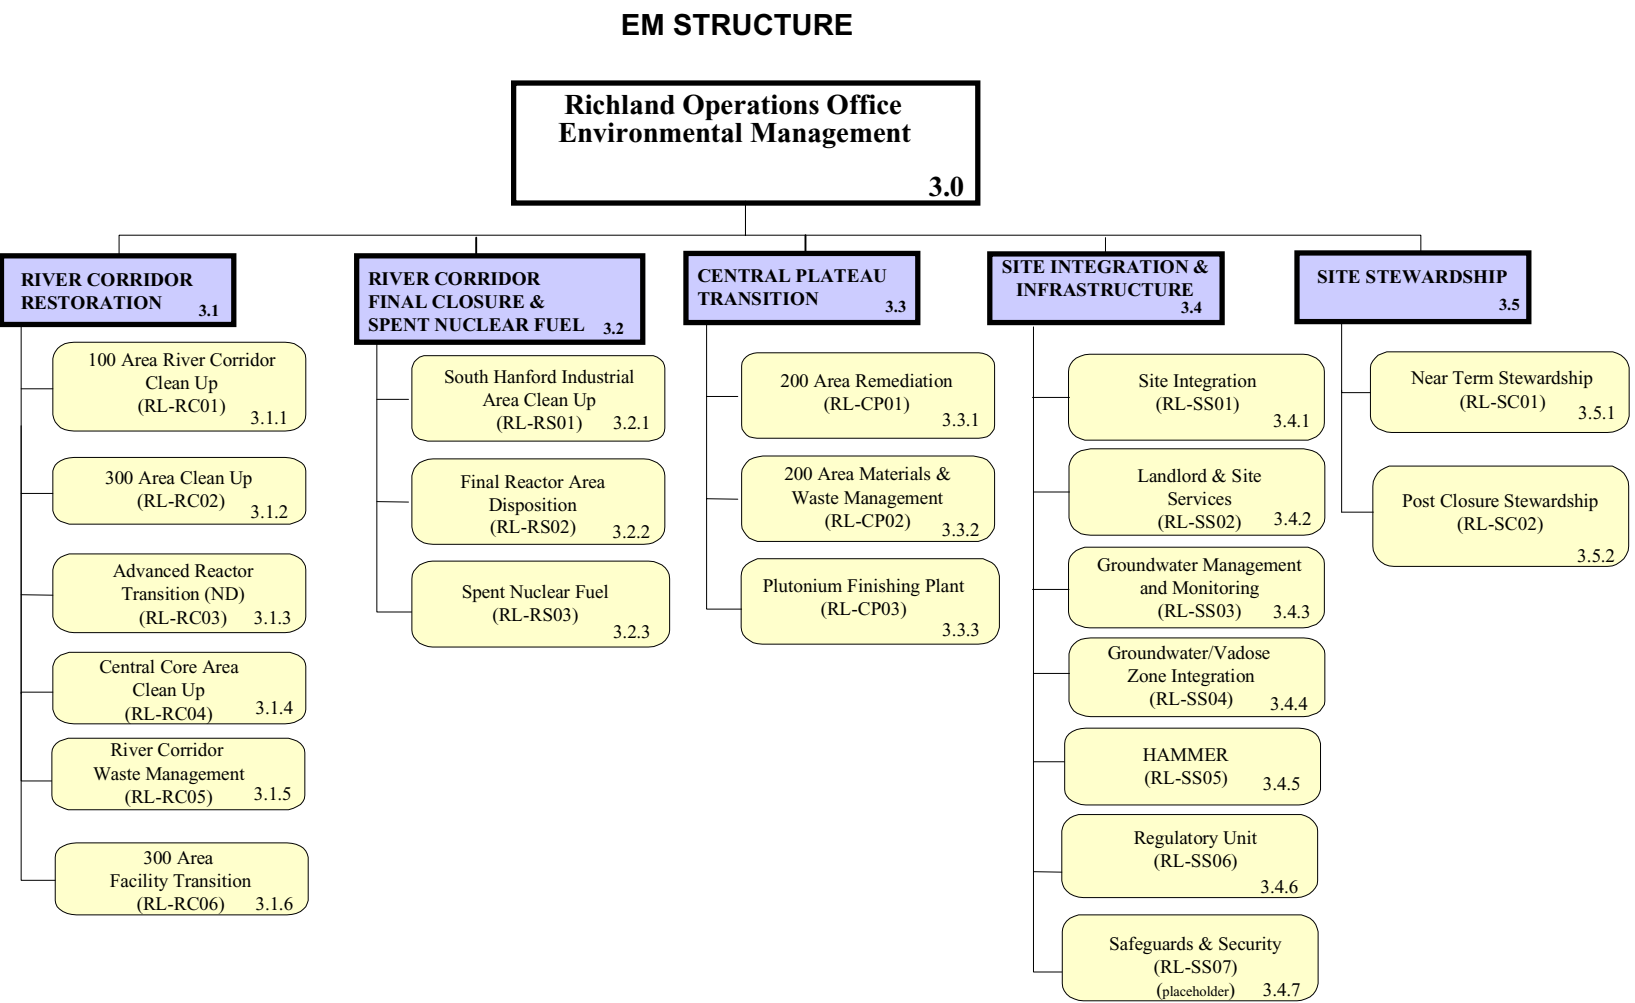 EM STRUCTURE
Richland Operations Office
Environmental Management
3.0
RIVER CORRIDOR
RESTORATION 3.1
100 Area River Corridor
Clean Up
(RL-RC01) 3.1.1
300 Area Clean Up
(RL-RC02) 3.1.2
Advanced Reactor
Transition (ND)
(RL-RC03) 3.1.3
Central Core Area
Clean Up
(RL-RC04) 3.1.4
River Corridor
Waste Management
(RL-RC05) 3.1.5
300 Area
Facility Transition
(RL-RC06) 3.1.6
RIVER CORRIDOR
FINAL CLOSURE &
SPENT NUCLEAR FUEL 3.2
South Hanford Industrial
Area Clean Up
(RL-RS01) 3.2.1
Final Reactor Area
Disposition
(RL-RS02) 3.2.2
Spent Nuclear Fuel
(RL-RS03)
3.2.3
CENTRAL PLATEAU
TRANSITION 3.3
200 Area Remediation
(RL-CP01)
3.3.1
200 Area Materials &
Waste Management
(RL-CP02) 3.3.2
Plutonium Finishing Plant
(RL-CP03)
3.3.3
SITE INTEGRATION &
INFRASTRUCTURE
3.4
Site Integration
(RL-SS01)
3.4.1
Landlord & Site
Services
(RL-SS02) 3.4.2
Groundwater Management
and Monitoring
(RL-SS03) 3.4.3
Groundwater/Vadose
Zone Integration
(RL-SS04) 3.4.4
HAMMER
(RL-SS05) 3.4.5
Regulatory Unit
(RL-SS06)
3.4.6
Safeguards & Security
(RL-SS07)
(placeholder) 3.4.7
SITE STEWARDSHIP
3.5
Near Term Stewardship
(RL-SC01)
3.5.1
Post Closure Stewardship
(RL-SC02)
3.5.2